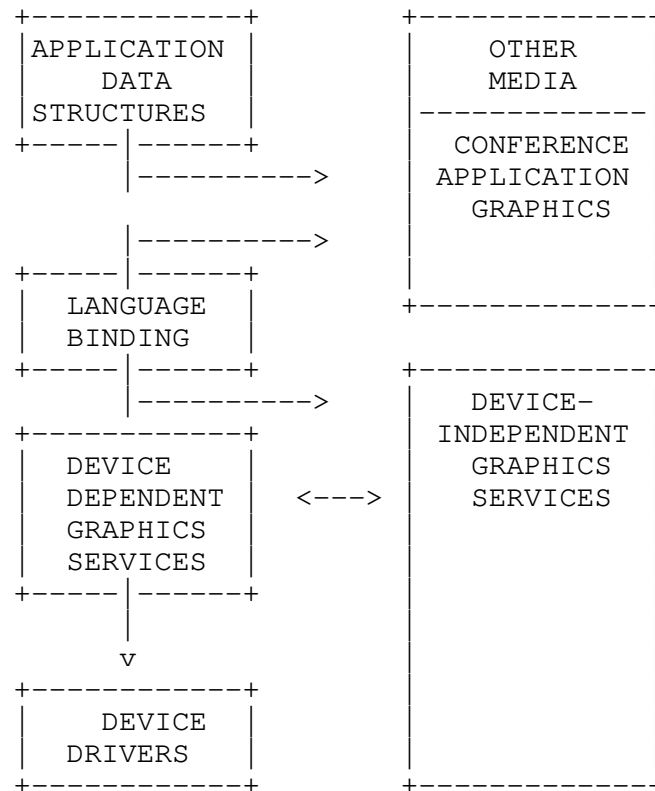 APPLICATION
DATA
STRUCTURES
OTHER
MEDIA
CONFERENCE
APPLICATION
GRAPHICS
LANGUAGE
BINDING
DEVICE-
INDEPENDENT
GRAPHICS
SERVICES
DEVICE
DEPENDENT
GRAPHICS
SERVICES
DEVICE
DRIVERS